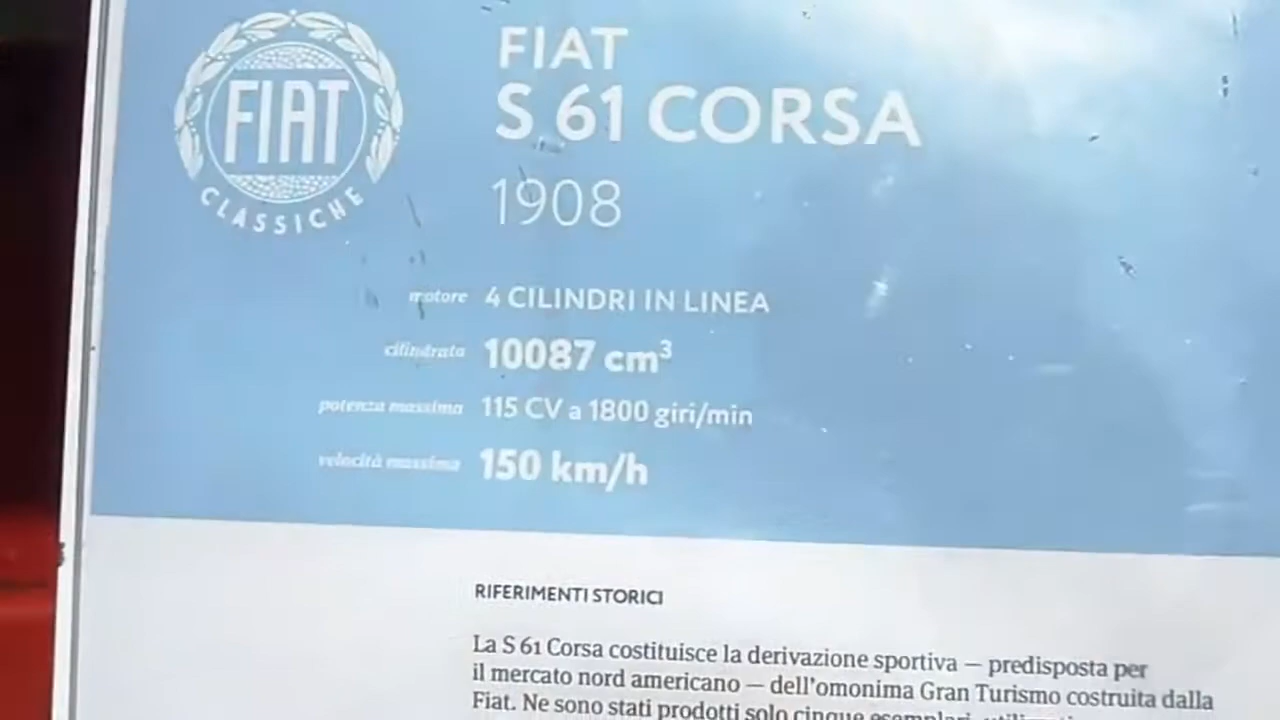 FIAT
CLASSICHE
FIAT
S 61 CORSA
1908
motore 4 CILINDRI IN LINEA
cilindrata 10087 cm³
potenza massima 115 CV a 1800 giri/min
velocità massima 150 km/h
RIFERIMENTI STORICI
La S 61 Corsa costituisce la derivazione sportiva — predisposta per
il mercato nord americano — dell'omonima Gran Turismo costruita dalla
Fiat. Ne sono stati prodotti solo cinque esemplari,